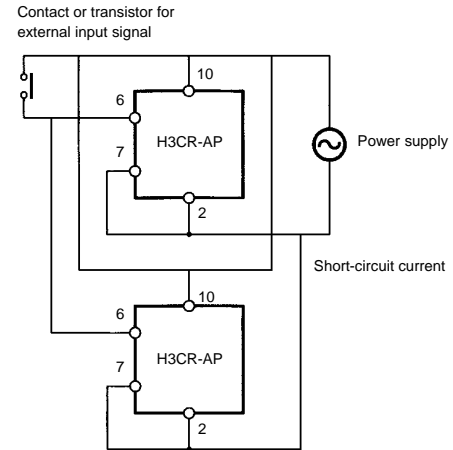 Contact or transistor for
external input signal
10
6
H3CR-AP
7
Power supply
2
Short-circuit current
10
6
H3CR-AP
7
2